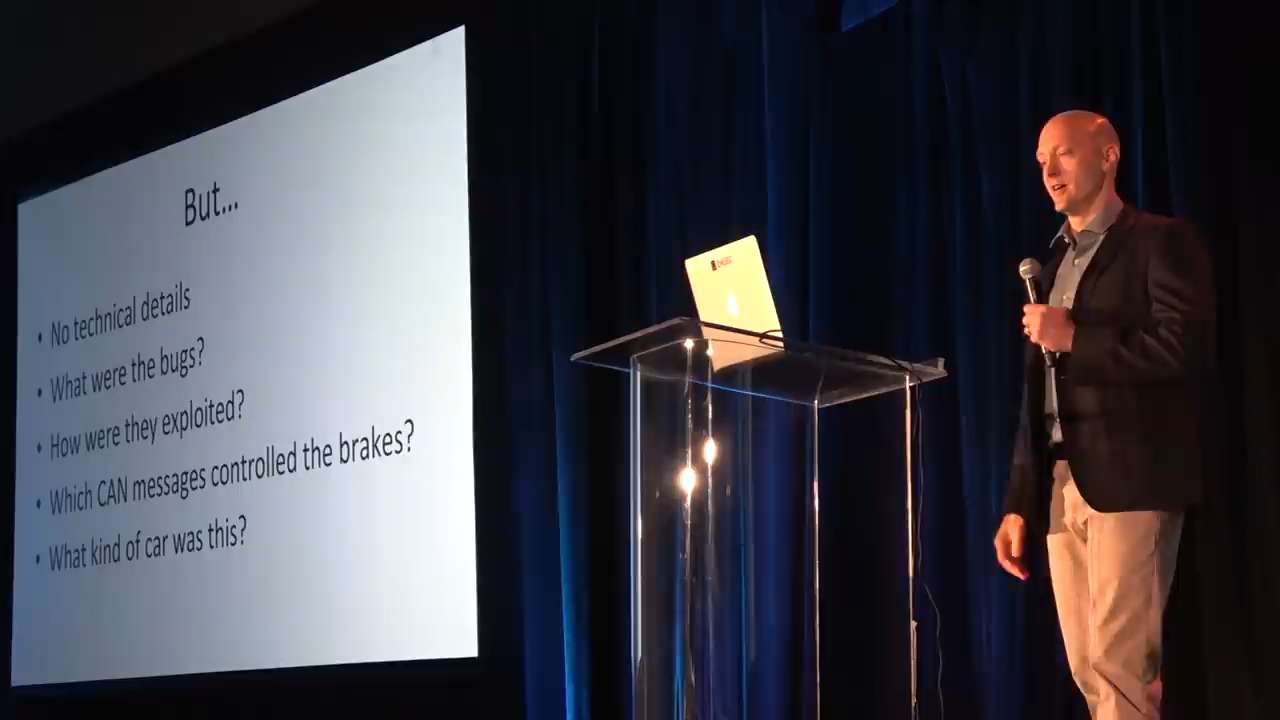 But...
• No technical details
• What were the bugs?
• How were they exploited?
• Which CAN messages controlled the brakes?
• What kind of car was this?